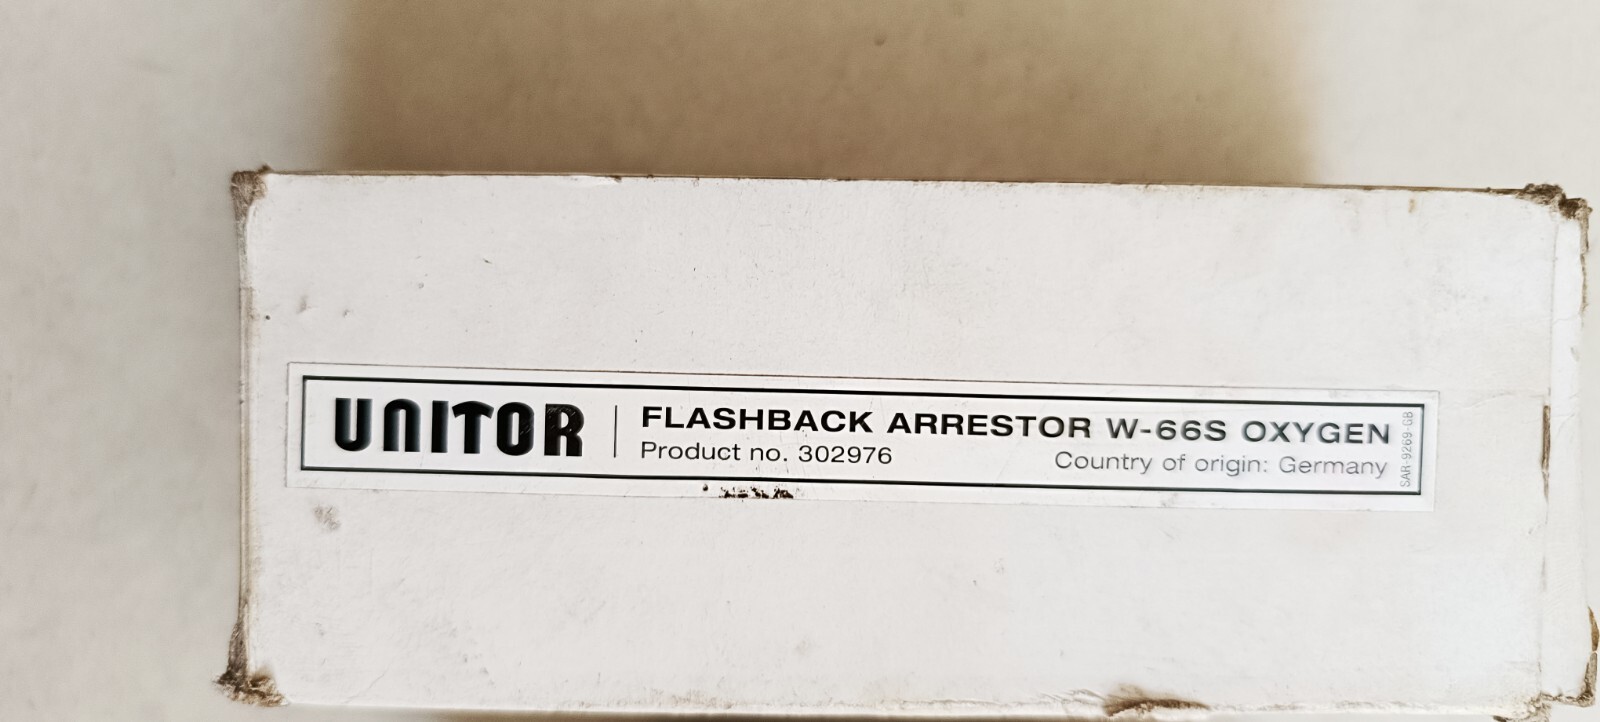 UNITOR
FLASHBACK ARRESTOR W-66S OXYGEN
Product no. 302976
Country of origin: Germany
SAR-9269-GB